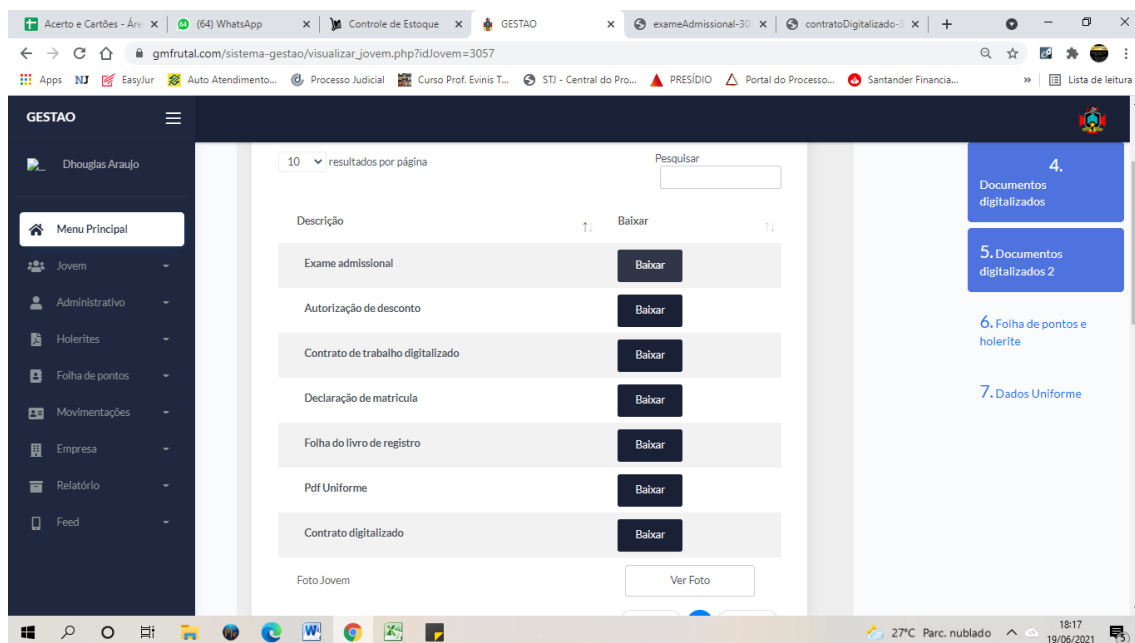 Acerto e Cartões - Áre
(64) WhatsApp
Controle de Estoque
GESTAO
exameAdmissional-30
contratoDigitalizado-3
gmfrutal.com/sistema-gestao/visualizar_jovem.php?idJovem=3057
Apps
NJ
EasyJur
Auto Atendimento...
Processo Judicial
Curso Prof. Evinis T...
STJ - Central do Pro...
PRESÍDIO
Portal do Processo...
Santander Financia...
»
Lista de leitura
GESTAO
Dhouglas Araujo
Menu Principal
Jovem
Administrativo
Holerites
Folha de pontos
Movimentações
Empresa
Relatório
Feed
10 resultados por página
Pesquisar
Descrição
Baixar
Exame admissional
Baixar
Autorização de desconto
Baixar
Contrato de trabalho digitalizado
Baixar
Declaração de matricula
Baixar
Folha do livro de registro
Baixar
Pdf Uniforme
Baixar
Contrato digitalizado
Baixar
Foto Jovem
Ver Foto
4.
Documentos
digitalizados
5. Documentos
digitalizados 2
6. Folha de pontos e
holerite
7. Dados Uniforme
27°C Parc. nublado
18:17
19/06/2021